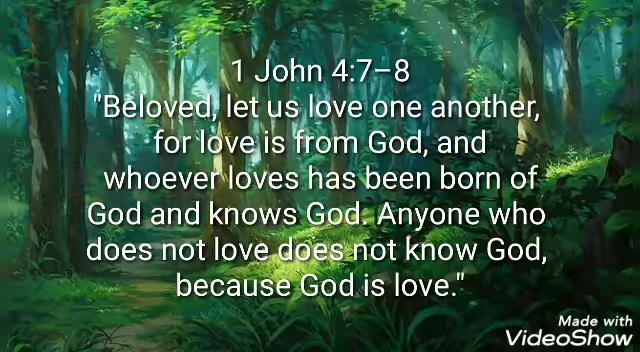 1 John 4:7–8
"Beloved, let us love one another,
for love is from God, and
whoever loves has been born of
God and knows God. Anyone who
does not love does not know God,
because God is love."
Made with
VideoShow